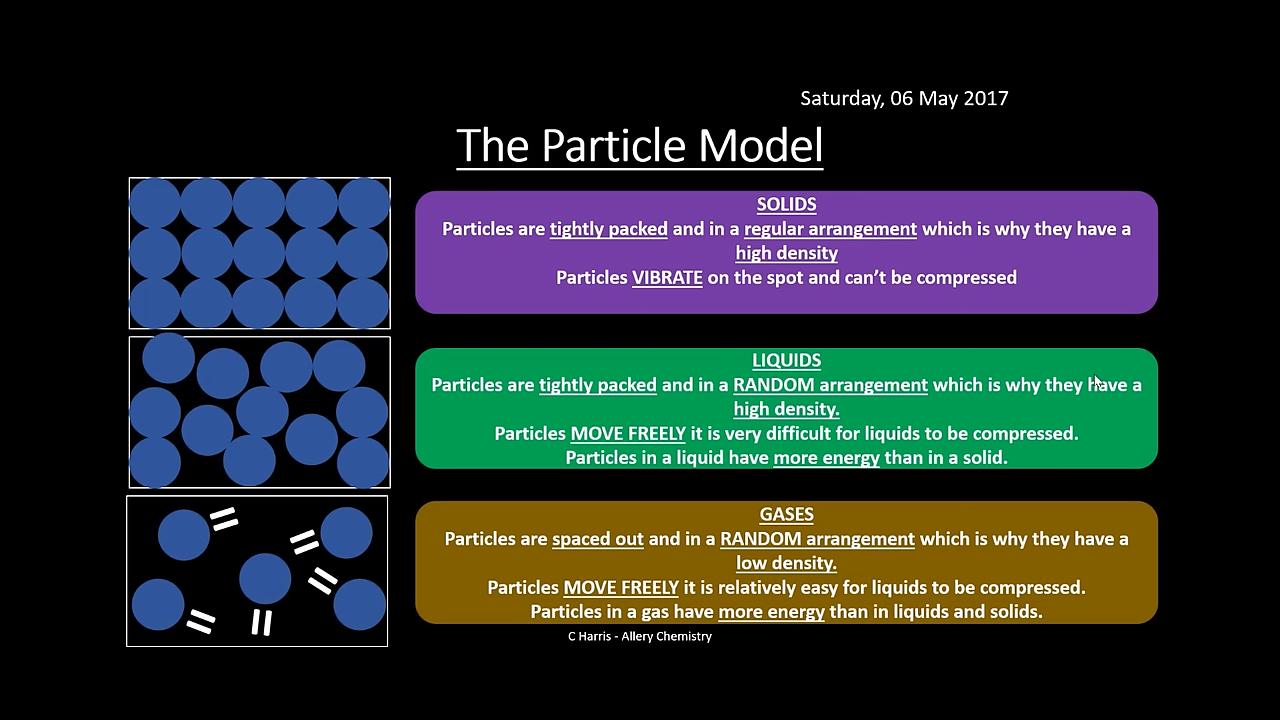 Saturday, 06 May 2017
The Particle Model
SOLIDS
Particles are tightly packed and in a regular arrangement which is why they have a
high density
Particles VIBRATE on the spot and can’t be compressed
LIQUIDS
Particles are tightly packed and in a RANDOM arrangement which is why they have a
high density.
Particles MOVE FREELY it is very difficult for liquids to be compressed.
Particles in a liquid have more energy than in a solid.
GASES
Particles are spaced out and in a RANDOM arrangement which is why they have a
low density.
Particles MOVE FREELY it is relatively easy for liquids to be compressed.
Particles in a gas have more energy than in liquids and solids.
C Harris - Allery Chemistry